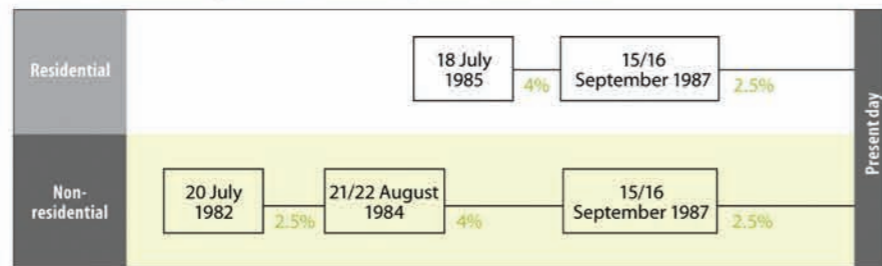 Residential
18 July
1985
4%
15/16
September 1987
2.5%
Non-
residential
20 July
1982
2.5%
21/22 August
1984
4%
15/16
September 1987
2.5%
Present day